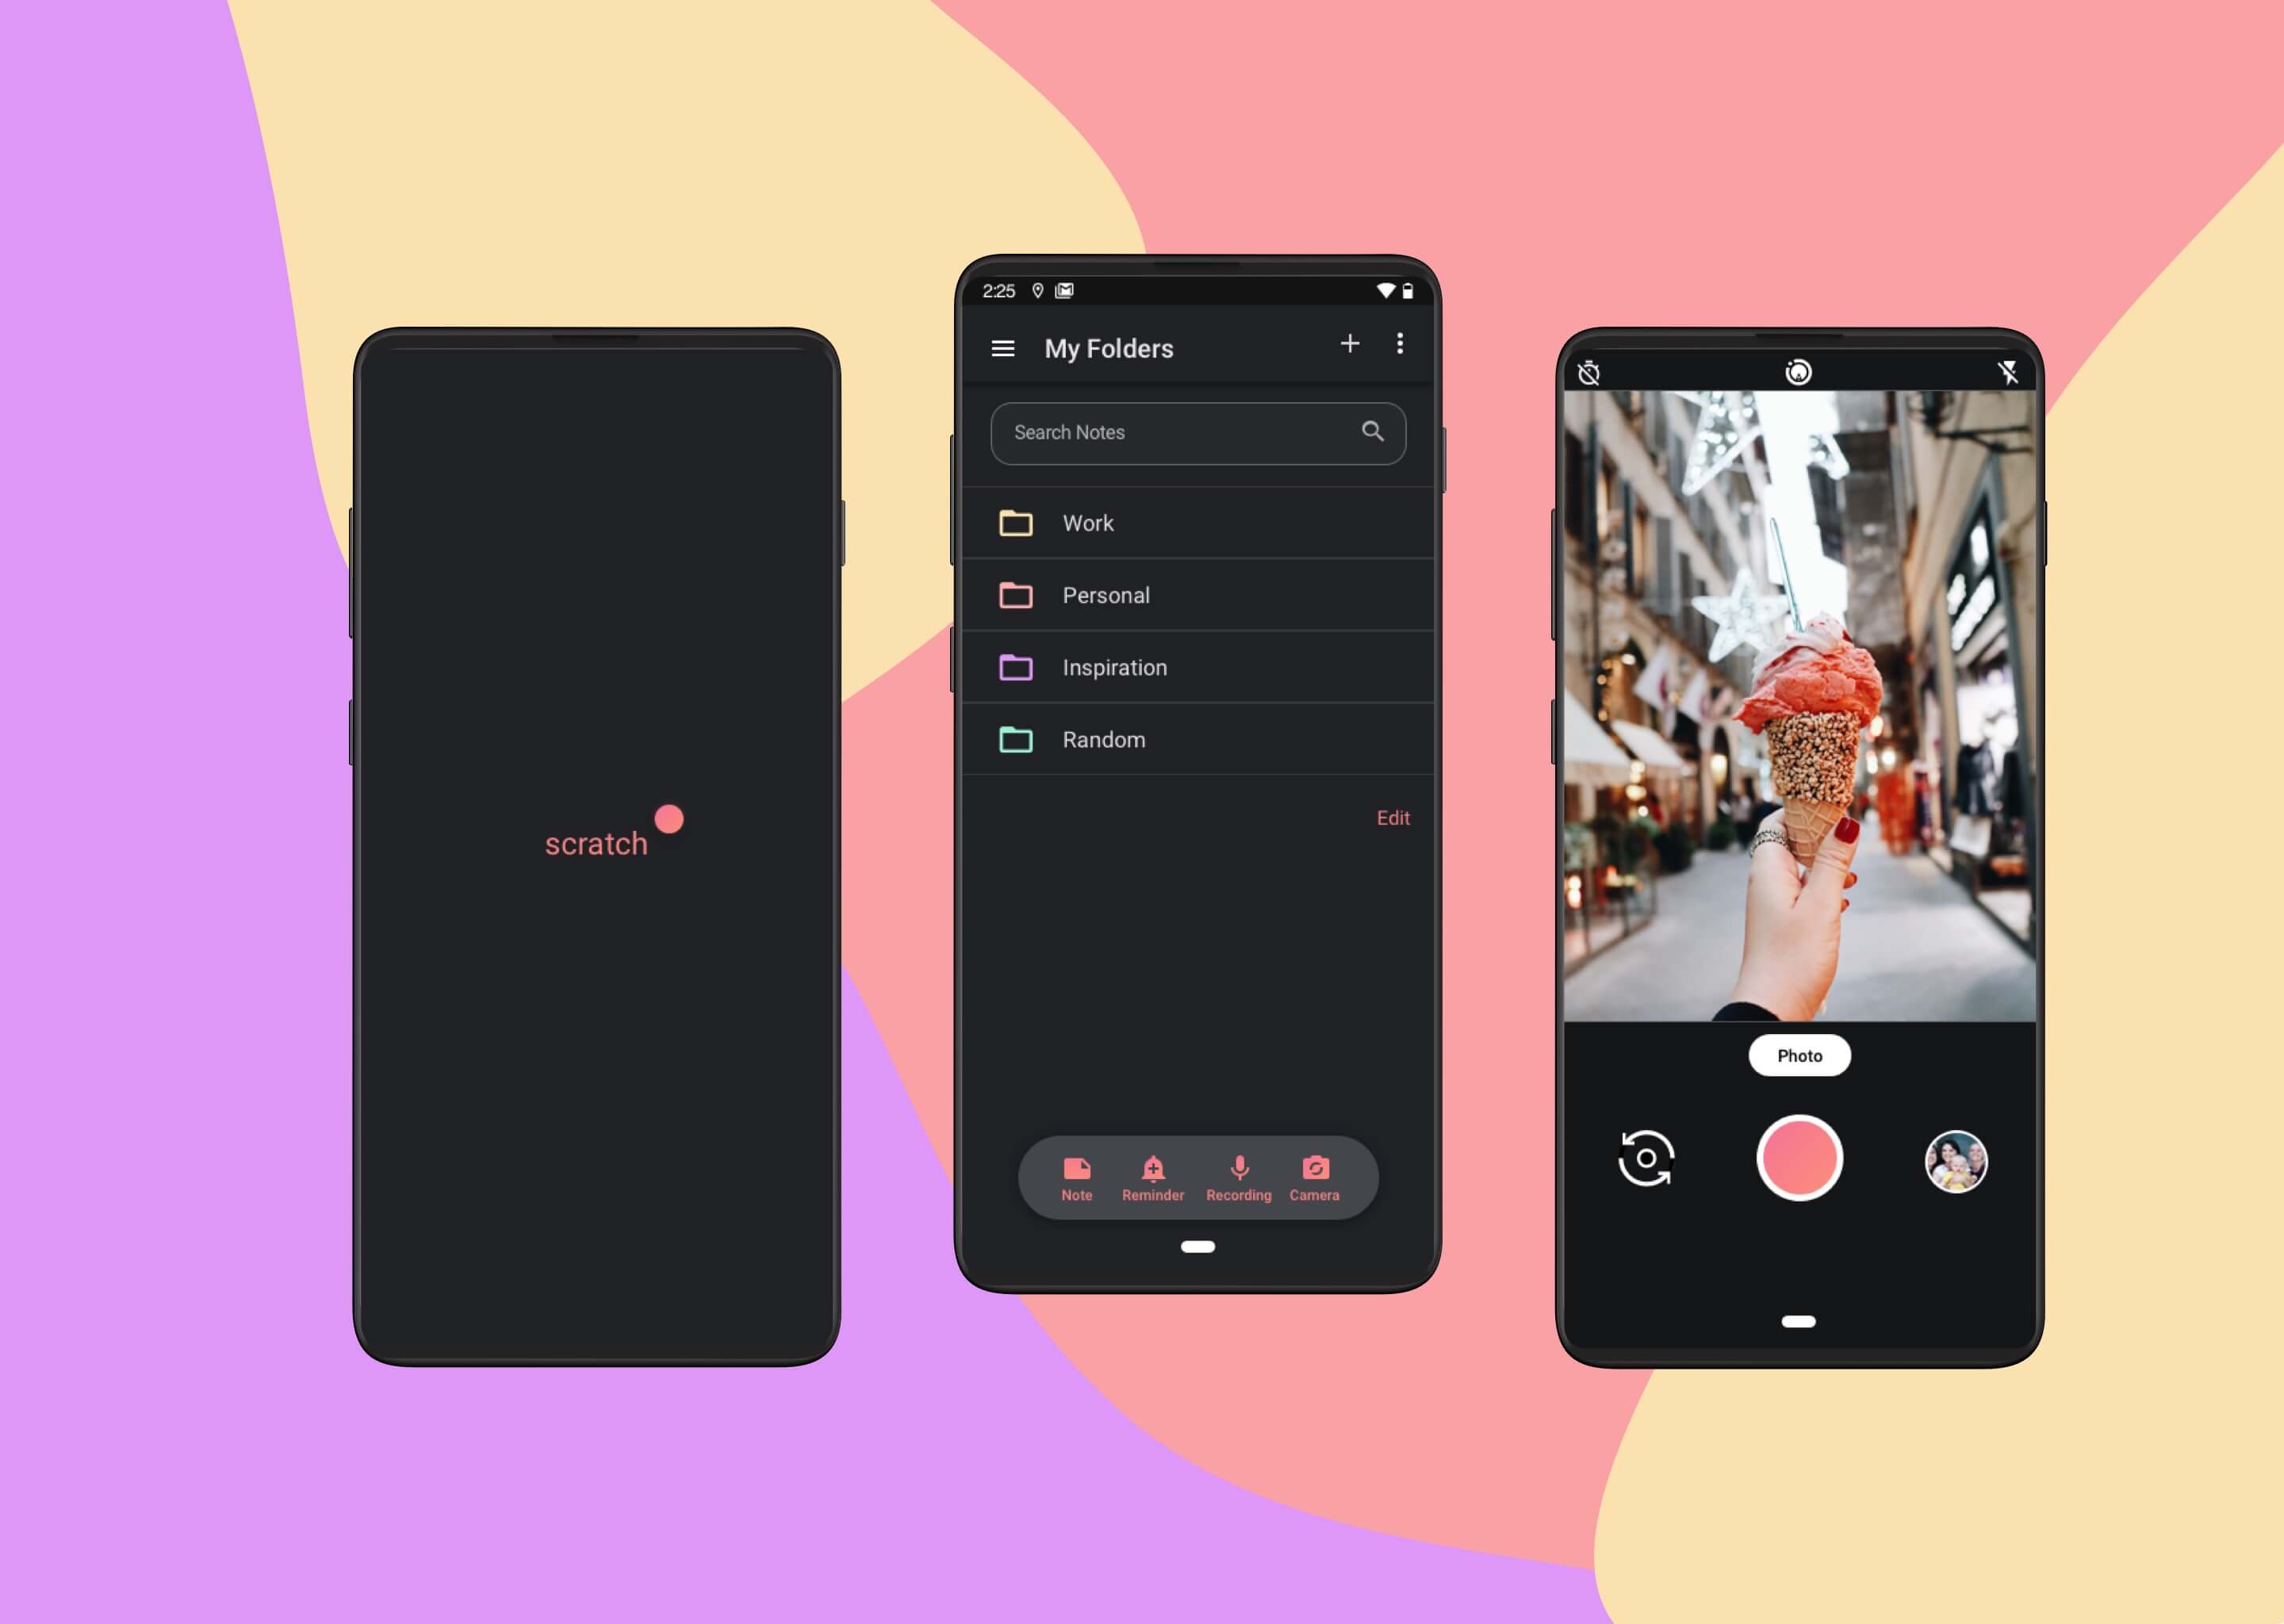 scratch
2:25
My Folders
Search Notes
Work
Personal
Inspiration
Random
Edit
Note Reminder Recording Camera
Photo